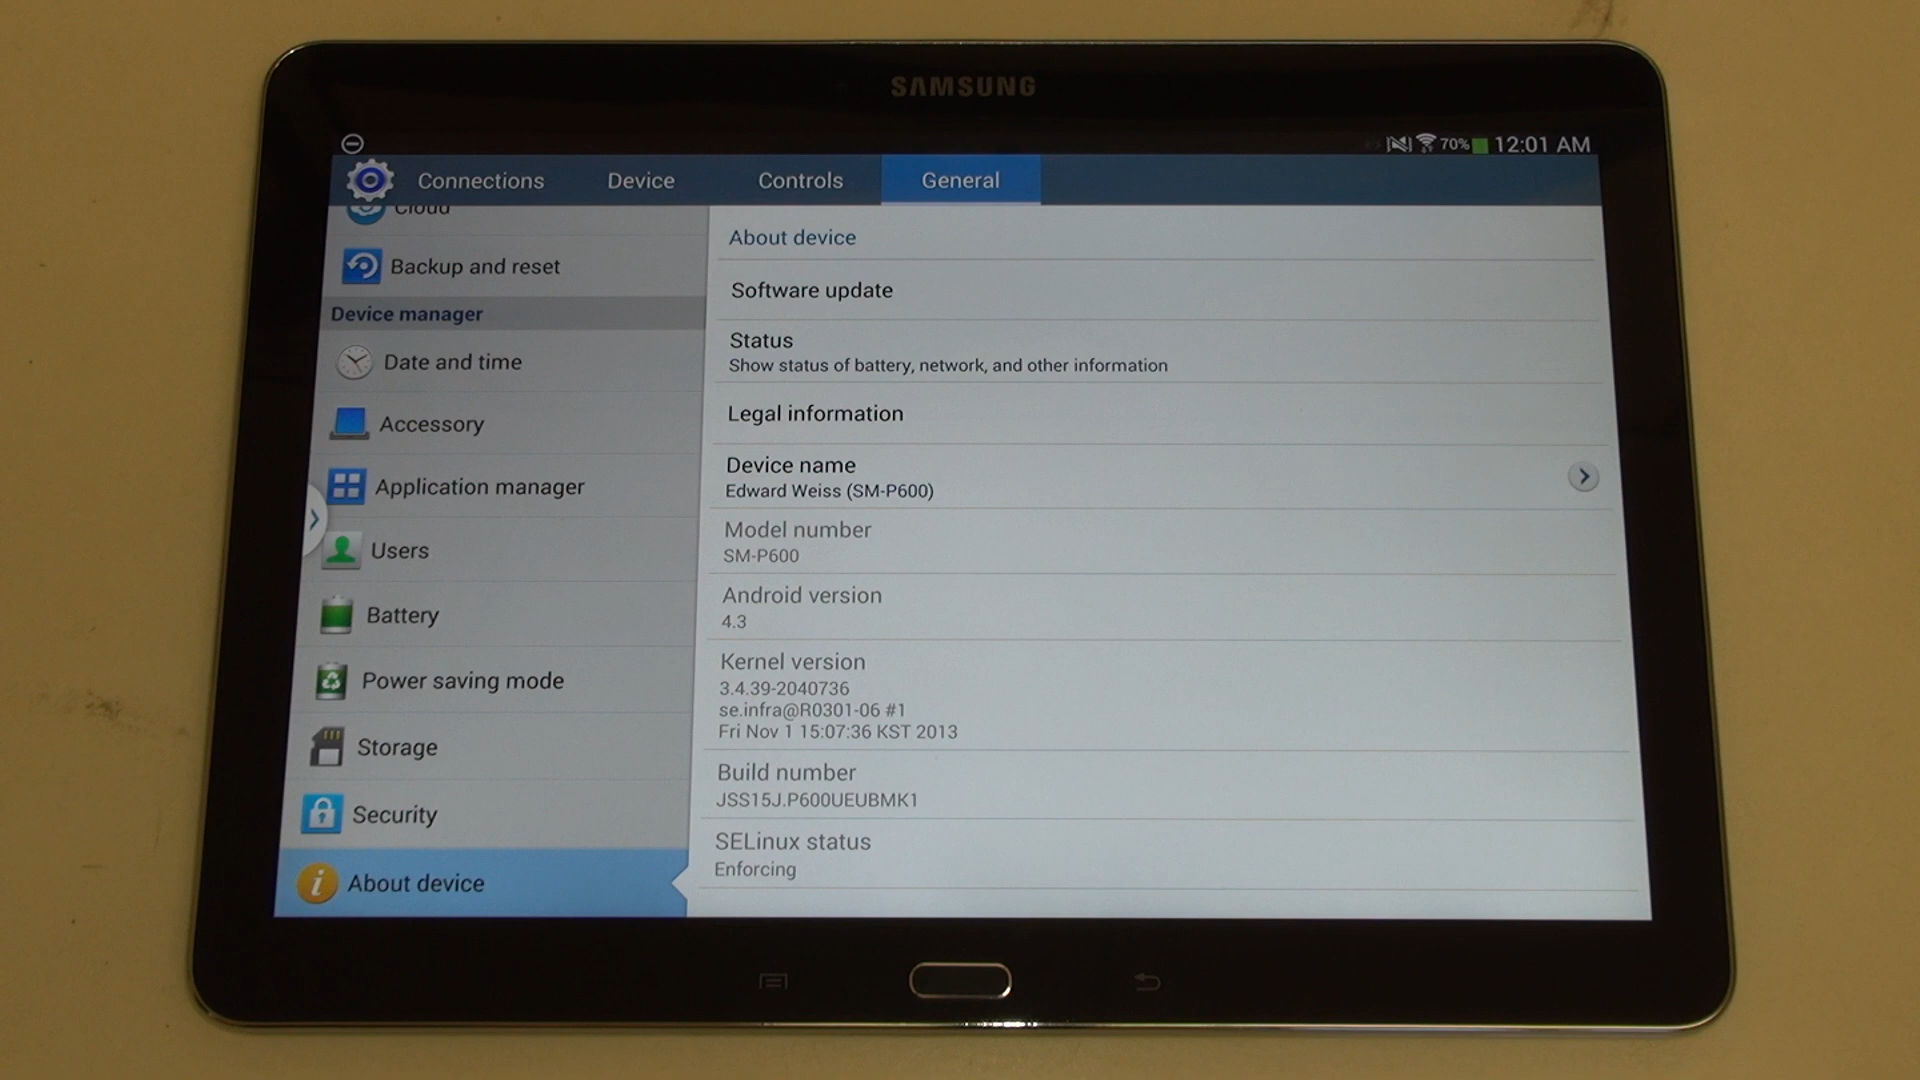 SAMSUNG
70% 12:01 AM
Connections Device Controls General
Cloud
Backup and reset
Device manager
Date and time
Accessory
Application manager
Users
Battery
Power saving mode
Storage
Security
About device
About device
Software update
Status
Show status of battery, network, and other information
Legal information
Device name
Edward Weiss (SM-P600)
Model number
SM-P600
Android version
4.3
Kernel version
3.4.39-2040736
se.infra@R0301-06 #1
Fri Nov 1 15:07:36 KST 2013
Build number
JSS15J.P600UEUBMK1
SELinux status
Enforcing